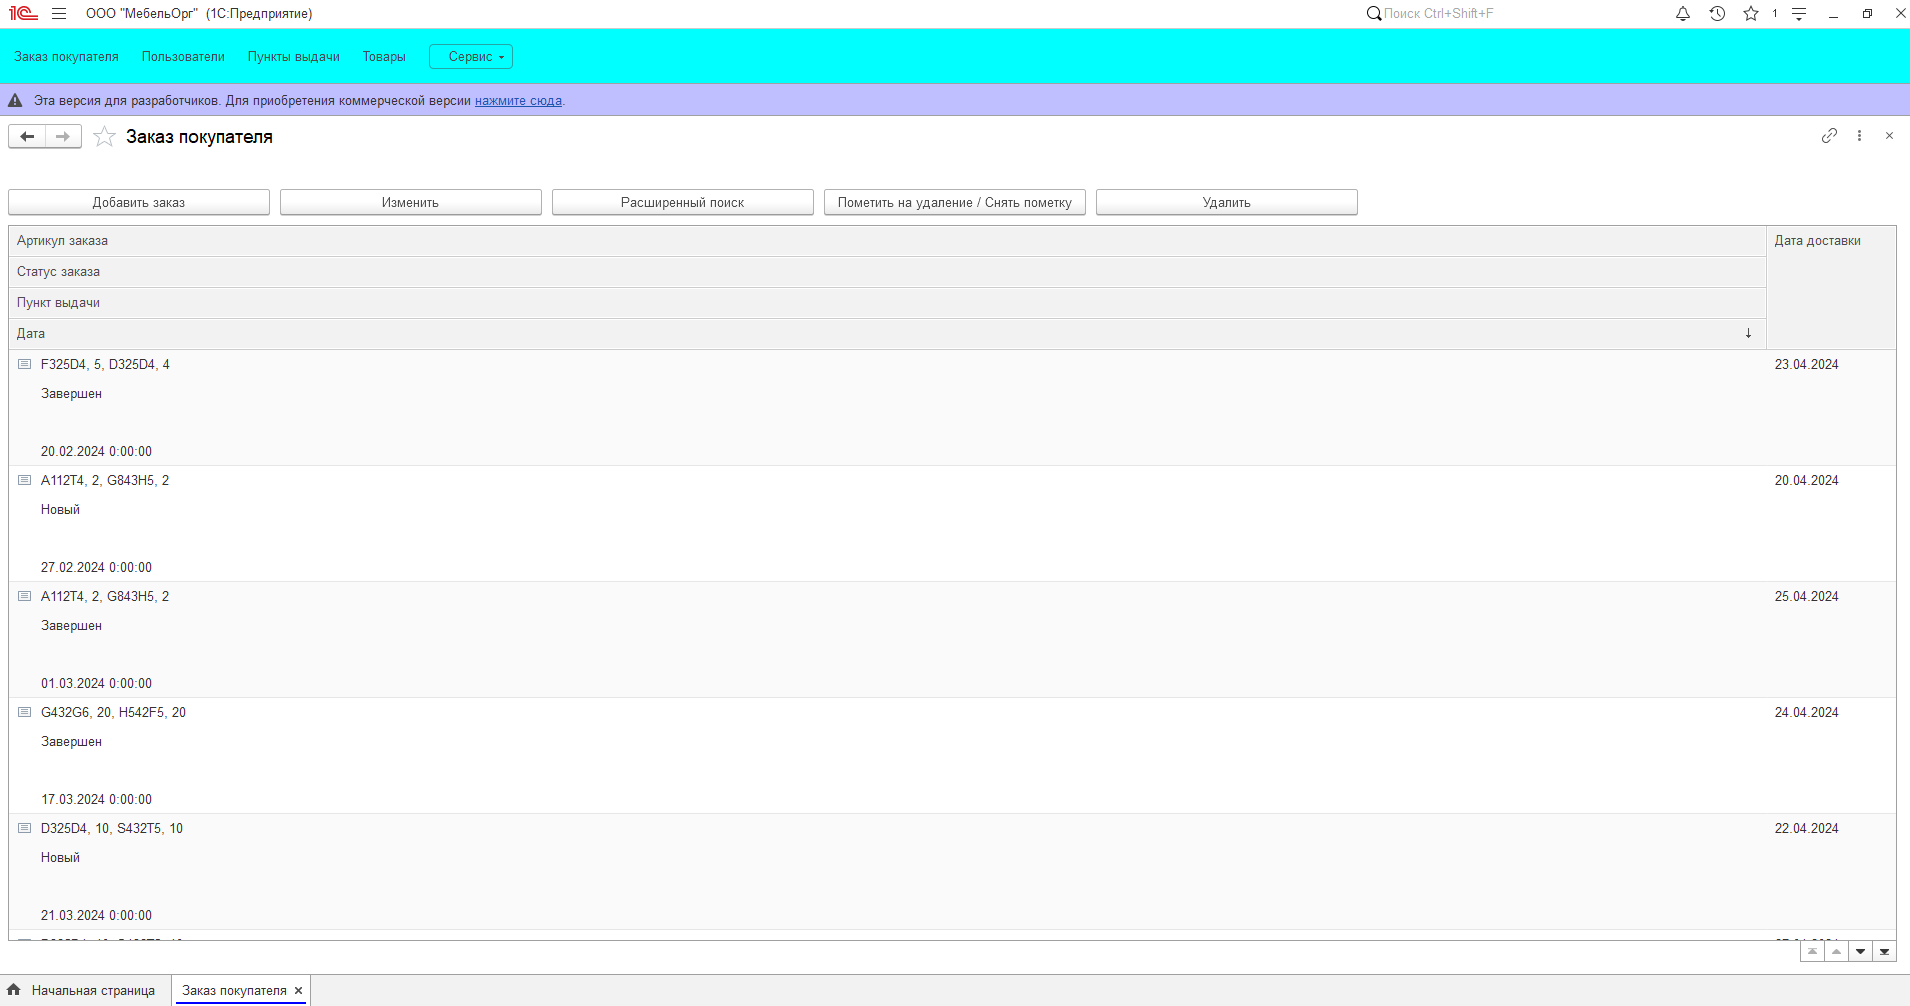 1С ООО "МебельОрг" (1С:Предприятие) Поиск Ctrl+Shift+F 1
Заказ покупателя Пользователи Пункты выдачи Товары Сервис
Эта версия для разработчиков. Для приобретения коммерческой версии нажмите сюда.
Заказ покупателя
Добавить заказ Изменить Расширенный поиск Пометить на удаление / Снять пометку Удалить
Артикул заказа Дата доставки
Статус заказа
Пункт выдачи
Дата
F325D4, 5, D325D4, 4 23.04.2024
Завершен
20.02.2024 0:00:00
A112T4, 2, G843H5, 2 20.04.2024
Новый
27.02.2024 0:00:00
A112T4, 2, G843H5, 2 25.04.2024
Завершен
01.03.2024 0:00:00
G432G6, 20, H542F5, 20 24.04.2024
Завершен
17.03.2024 0:00:00
D325D4, 10, S432T5, 10 22.04.2024
Новый
21.03.2024 0:00:00
Начальная страница Заказ покупателя